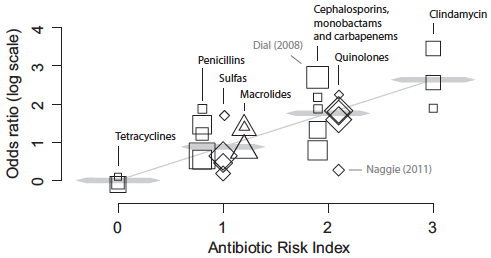 Cephalosporins,
monobactams
and carbapenems
Clindamycin
Dial (2008)
Penicillins
Quinolones
Sulfas
Macrolides
Tetracyclines
Naggie (2011)
Odds ratio (log scale)
4
3
2
1
0
0
1
2
3
Antibiotic Risk Index